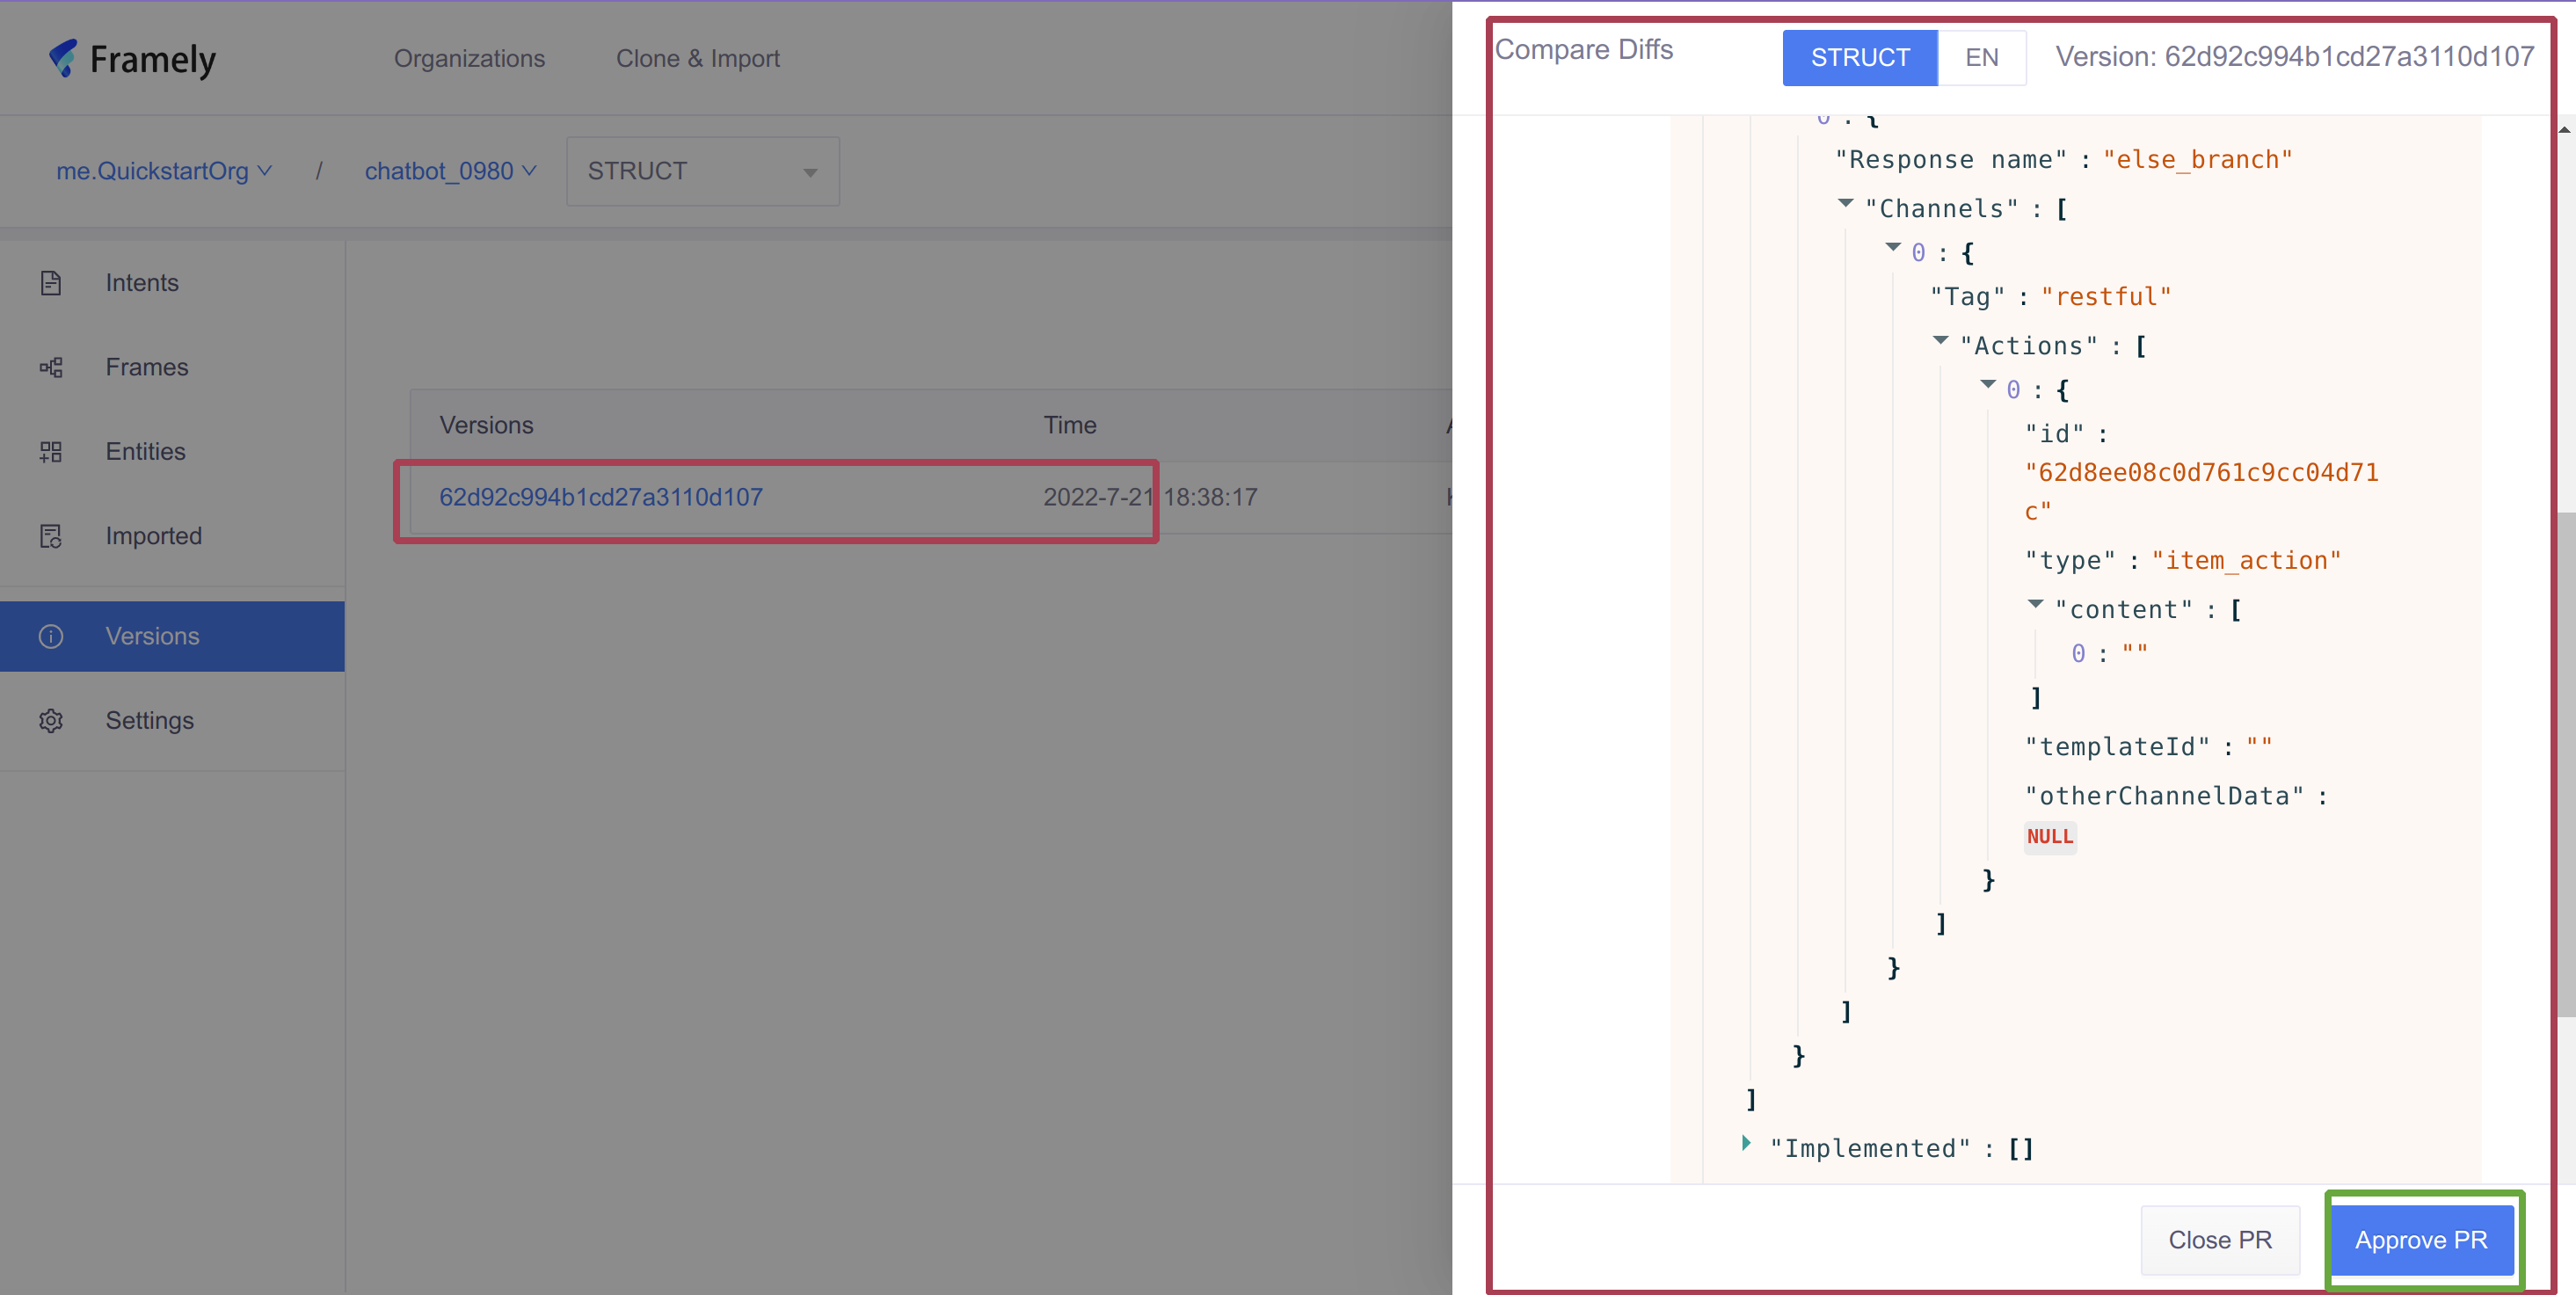 Framely
Organizations
Clone & Import
me.QuickstartOrg
/
chatbot_0980
STRUCT
Intents
Frames
Entities
Imported
Versions
Settings
Versions
Time
62d92c994b1cd27a3110d107
2022-7-21 18:38:17
Compare Diffs
STRUCT
EN
Version: 62d92c994b1cd27a3110d107
0 : {
"Response name" : "else_branch"
"Channels" : [
0 : {
"Tag" : "restful"
"Actions" : [
0 : {
"id" :
"62d8ee08c0d761c9cc04d71
c"
"type" : "item_action"
"content" : [
0 : ""
]
"templateId" : ""
"otherChannelData" :
NULL
}
]
}
]
}
]
"Implemented" : []
Close PR
Approve PR